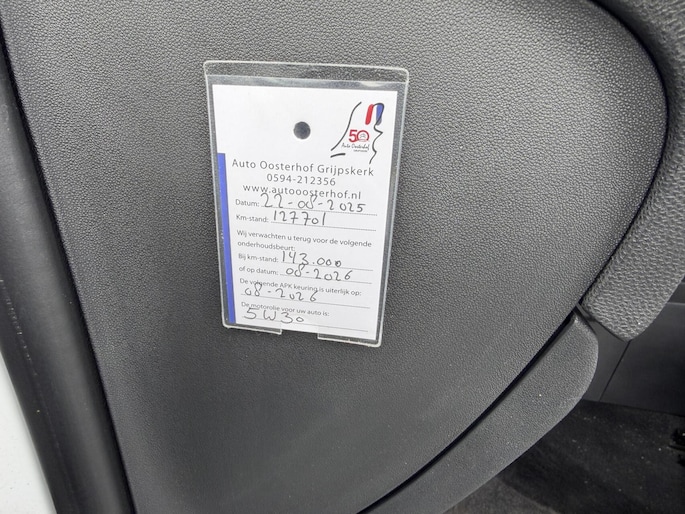 50
Auto Oosterhof
Auto Oosterhof Grijpskerk
0594-212356
www.autooosterhof.nl
Datum: 22-08-2025
Km-stand: 127701
Wij verwachten u terug voor de volgende
onderhoudsbeurt:
Bij km-stand: 143.000
of op datum: 08-2026
De volgende APK keuring is uiterlijk op:
08-2026
De motorolie voor uw auto is:
5W30